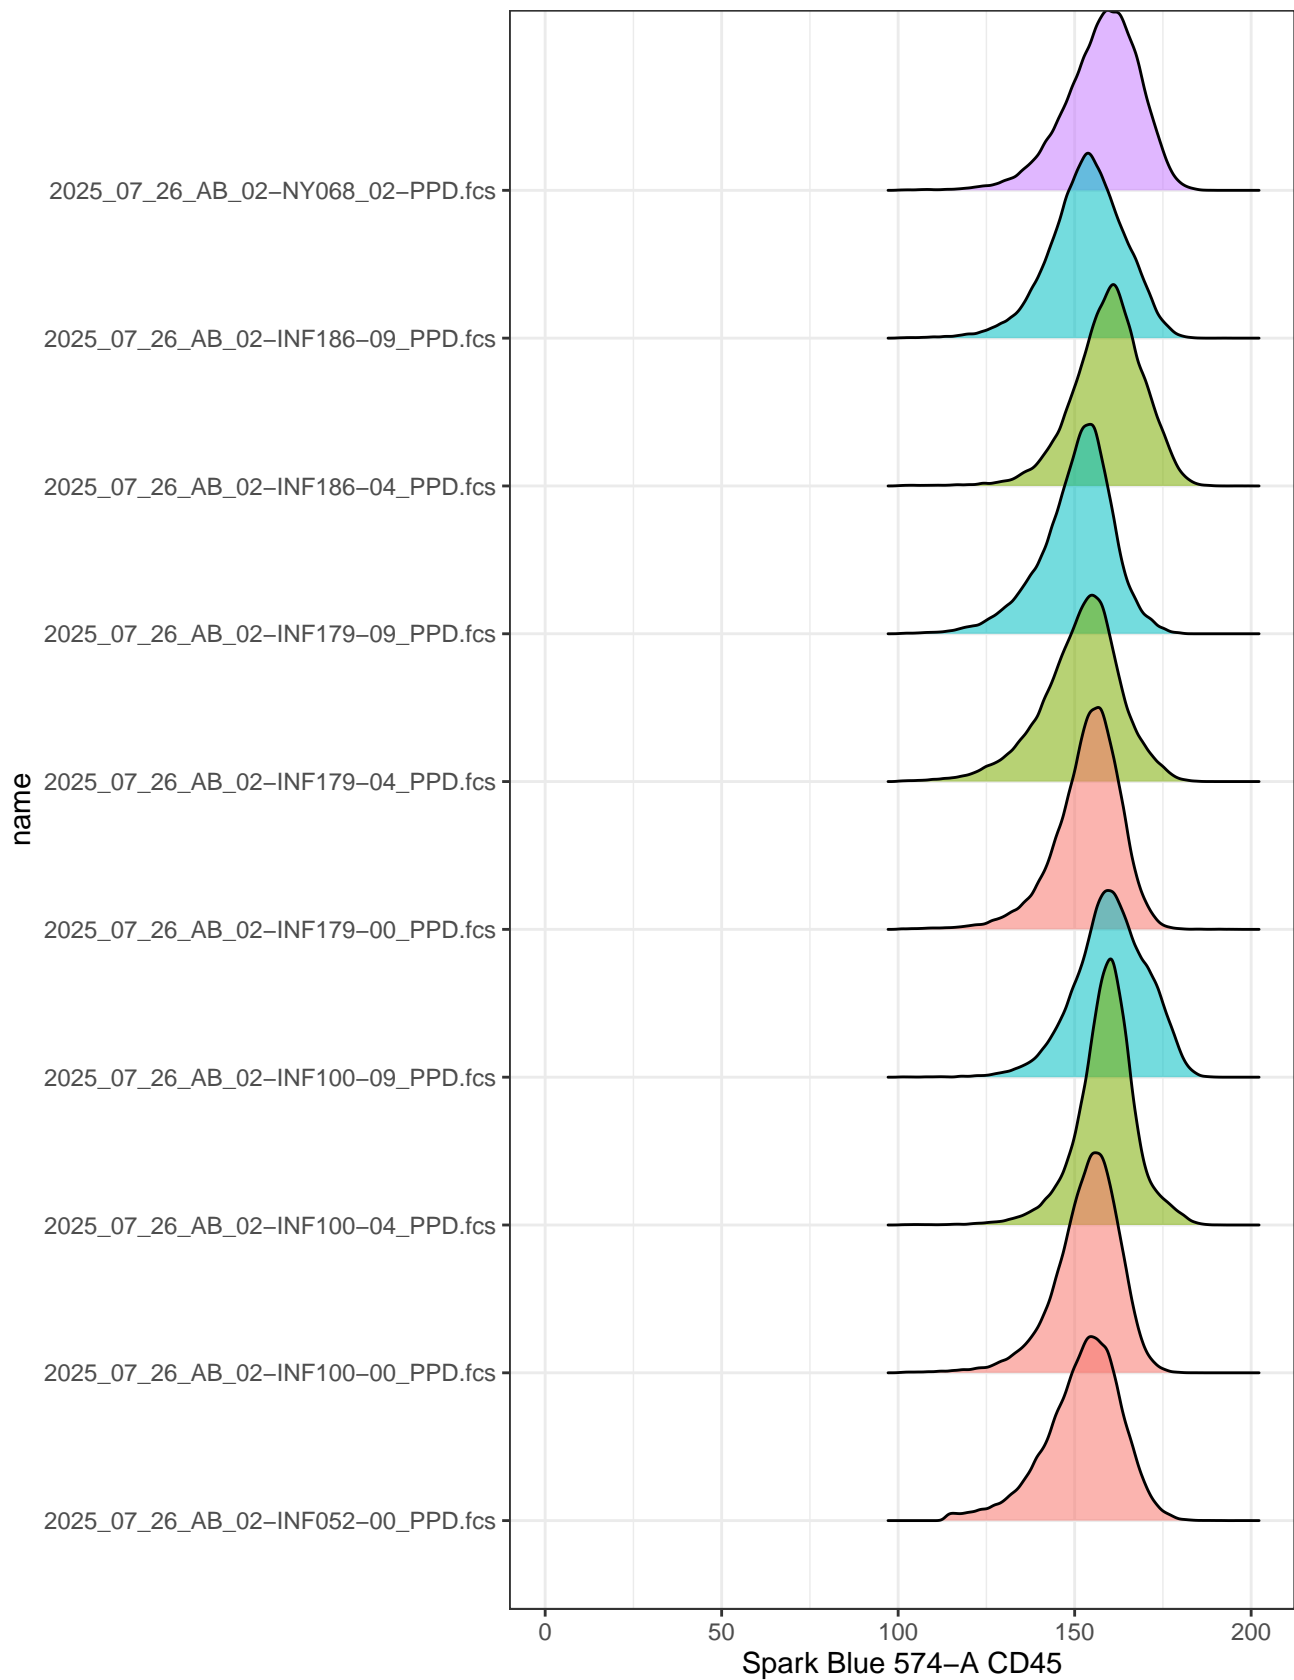 2025_07_26_AB_02−NY068_02−PPD.fcs
2025_07_26_AB_02−INF186−09_PPD.fcs
2025_07_26_AB_02−INF186−04_PPD.fcs
2025_07_26_AB_02−INF179−09_PPD.fcs
2025_07_26_AB_02−INF179−04_PPD.fcs
name
2025_07_26_AB_02−INF179−00_PPD.fcs
2025_07_26_AB_02−INF100−09_PPD.fcs
2025_07_26_AB_02−INF100−04_PPD.fcs
2025_07_26_AB_02−INF100−00_PPD.fcs
2025_07_26_AB_02−INF052−00_PPD.fcs
0 50 100 150 200
Spark Blue 574−A CD45